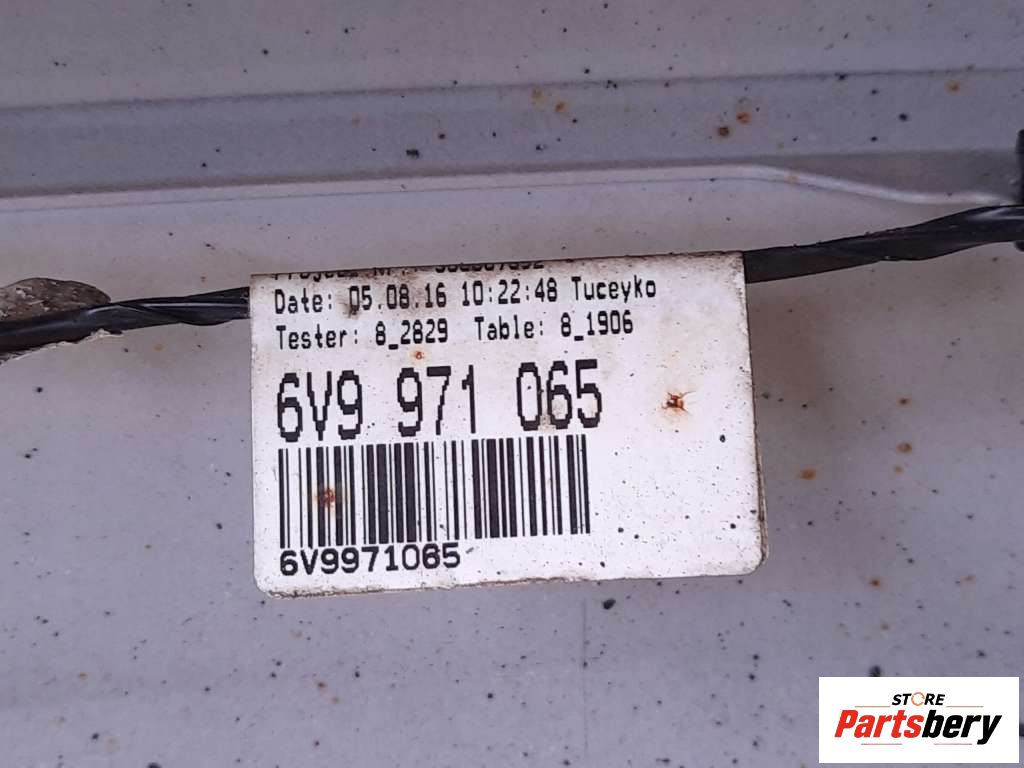 Date: 05.08.16 10:22:48 Tuceyko
Tester: 8_2829 Table: 8_1906
6V9 971 065
6V9971065
STORE
Partsbery